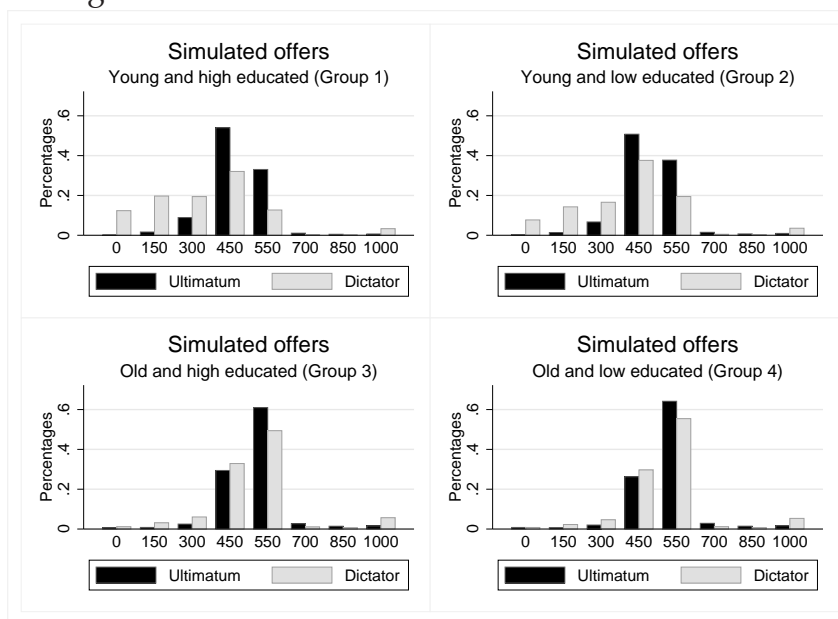 Simulated offers
Young and high educated (Group 1)
Percentages
0 .2 .4 .6
0 150 300 450 550 700 850 1000
Ultimatum Dictator
Simulated offers
Young and low educated (Group 2)
Percentages
0 .2 .4 .6
0 150 300 450 550 700 850 1000
Ultimatum Dictator
Simulated offers
Old and high educated (Group 3)
Percentages
0 .2 .4 .6
0 150 300 450 550 700 850 1000
Ultimatum Dictator
Simulated offers
Old and low educated (Group 4)
Percentages
0 .2 .4 .6
0 150 300 450 550 700 850 1000
Ultimatum Dictator